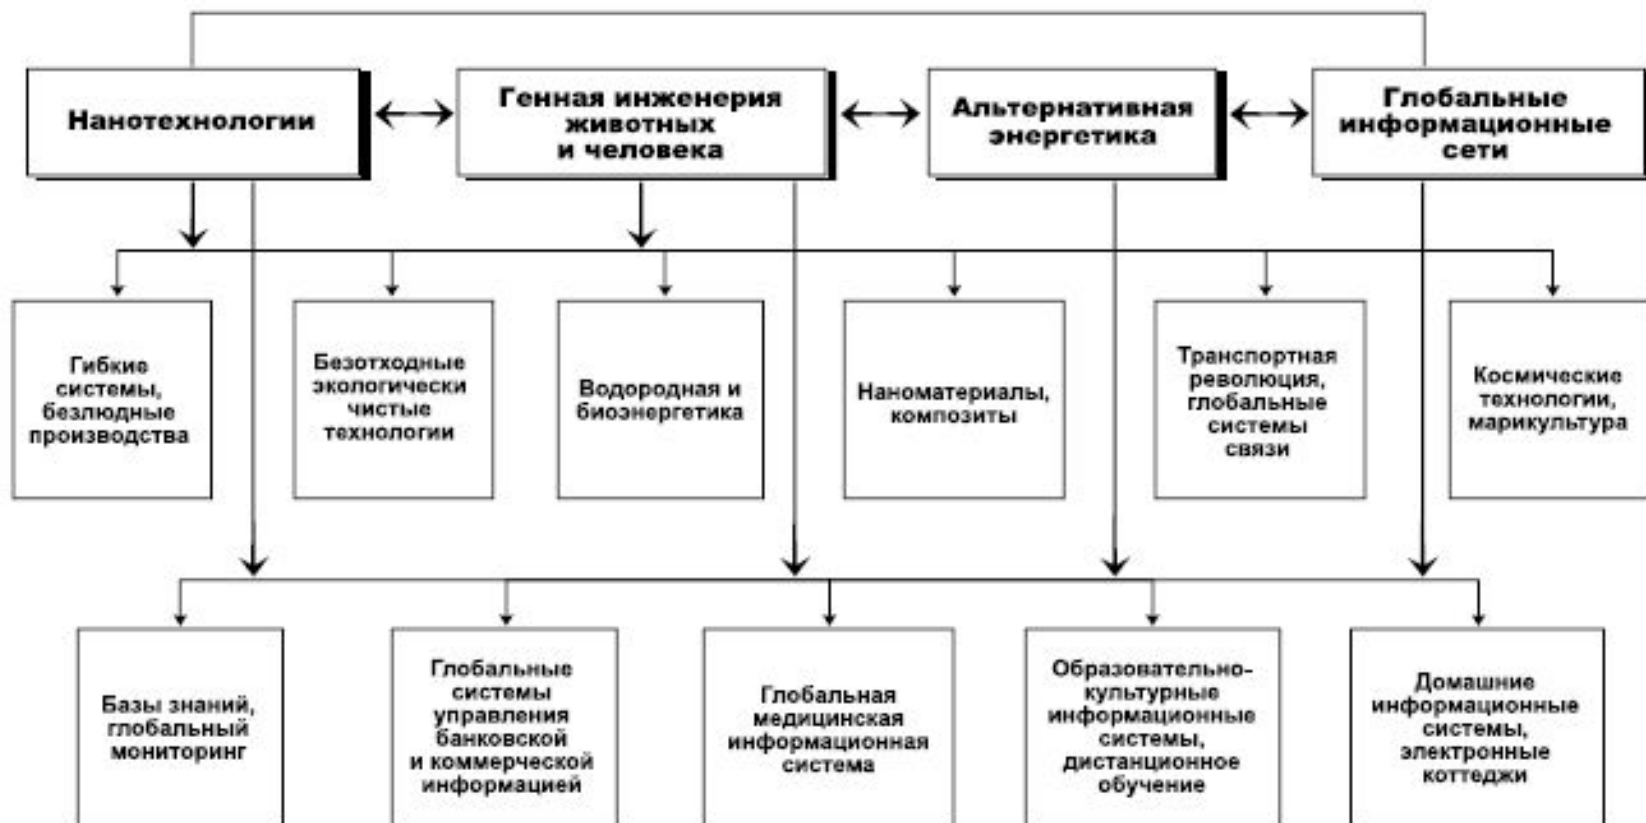 Нанотехнологии
Генная инженерия
животных
и человека
Альтернативная
энергетика
Глобальные
информационные
сети
Гибкие
системы,
безлюдные
производства
Безотходные
экологически
чистые
технологии
Водородная и
биоэнергетика
Наноматериалы,
композиты
Транспортная
революция,
глобальные
системы
связи
Космические
технологии,
марикультура
Базы знаний,
глобальный
мониторинг
Глобальные
системы
управления
банковской
и коммерческой
информацией
Глобальная
медицинская
информационная
система
Образовательно-
культурные
информационные
системы,
дистанционное
обучение
Домашние
информационные
системы,
электронные
коттеджи